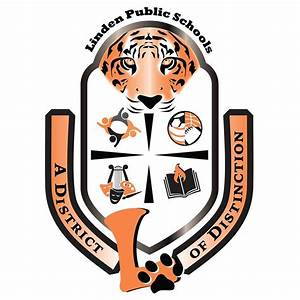 Linden Public Schools
A District
of Distinction
L